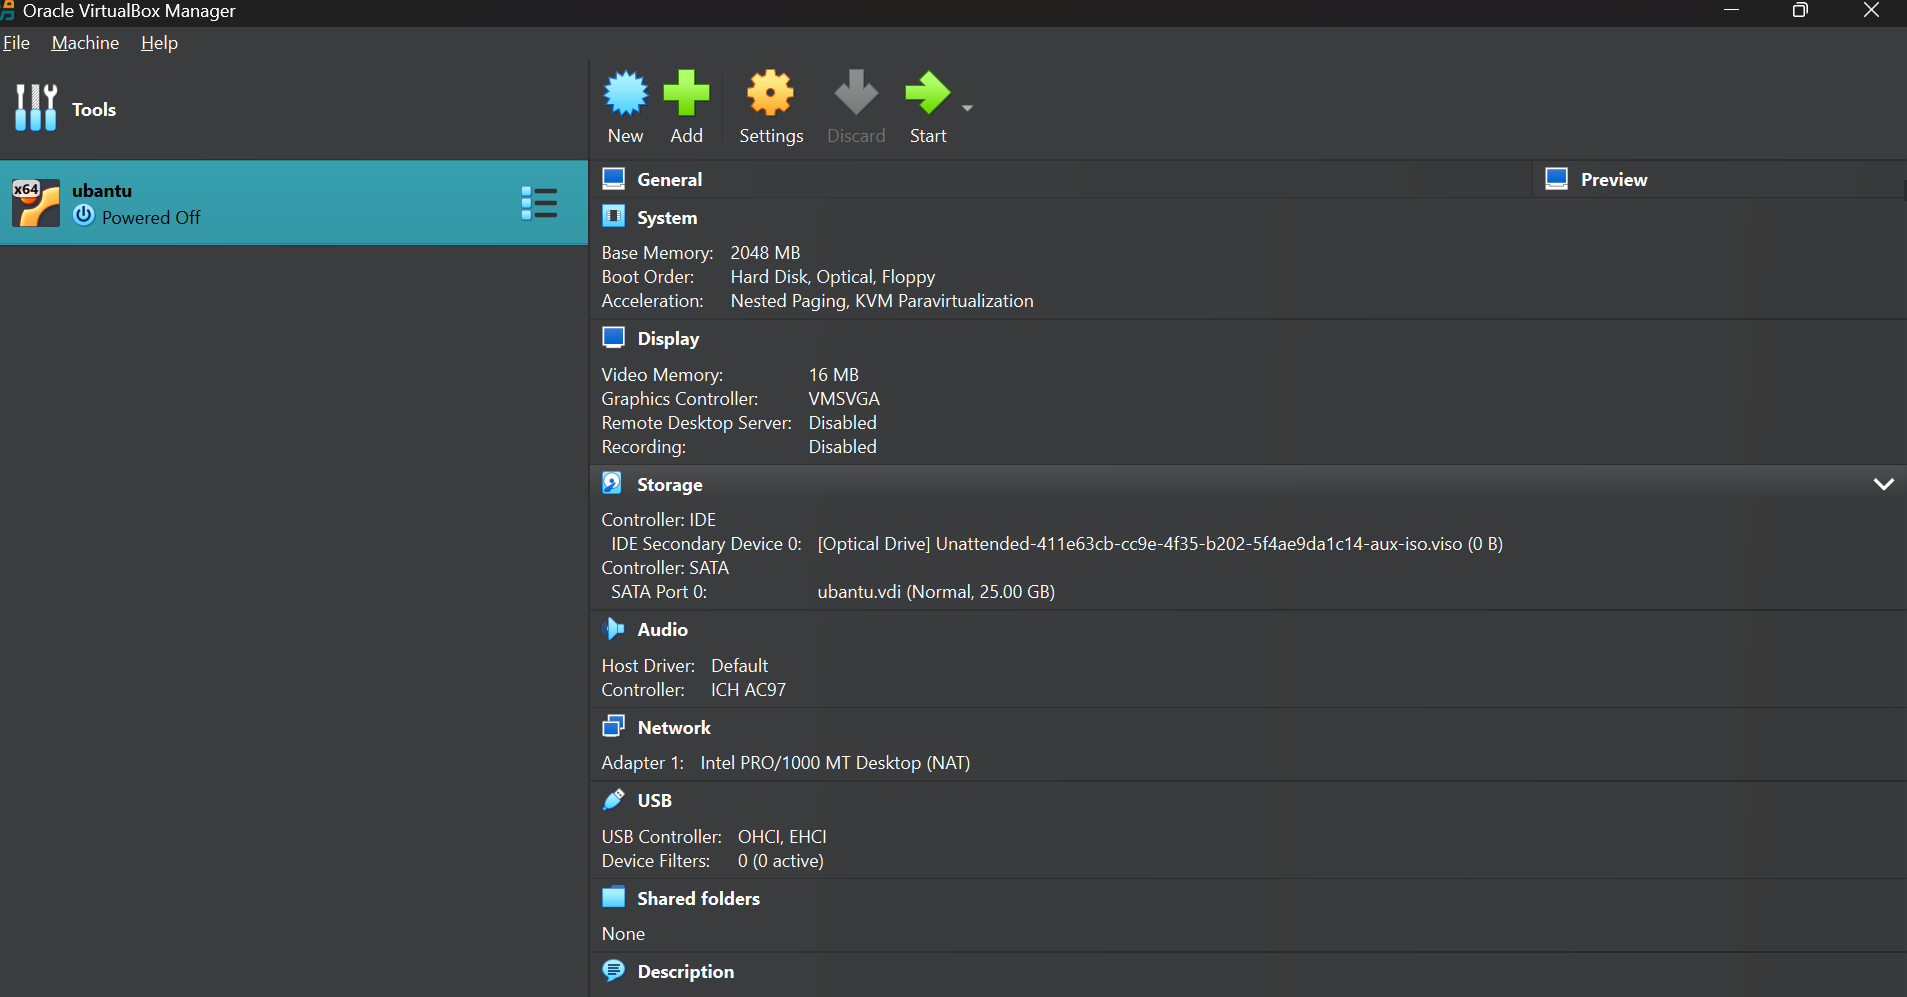 Oracle VirtualBox Manager
File Machine Help
Tools
New Add Settings Discard Start
x64 ubantu
Powered Off
General
Preview
System
Base Memory: 2048 MB
Boot Order: Hard Disk, Optical, Floppy
Acceleration: Nested Paging, KVM Paravirtualization
Display
Video Memory: 16 MB
Graphics Controller: VMSVGA
Remote Desktop Server: Disabled
Recording: Disabled
Storage
Controller: IDE
IDE Secondary Device 0: [Optical Drive] Unattended-411e63cb-cc9e-4f35-b202-5f4ae9da1c14-aux-iso.viso (0 B)
Controller: SATA
SATA Port 0: ubantu.vdi (Normal, 25.00 GB)
Audio
Host Driver: Default
Controller: ICH AC97
Network
Adapter 1: Intel PRO/1000 MT Desktop (NAT)
USB
USB Controller: OHCI, EHCI
Device Filters: 0 (0 active)
Shared folders
None
Description